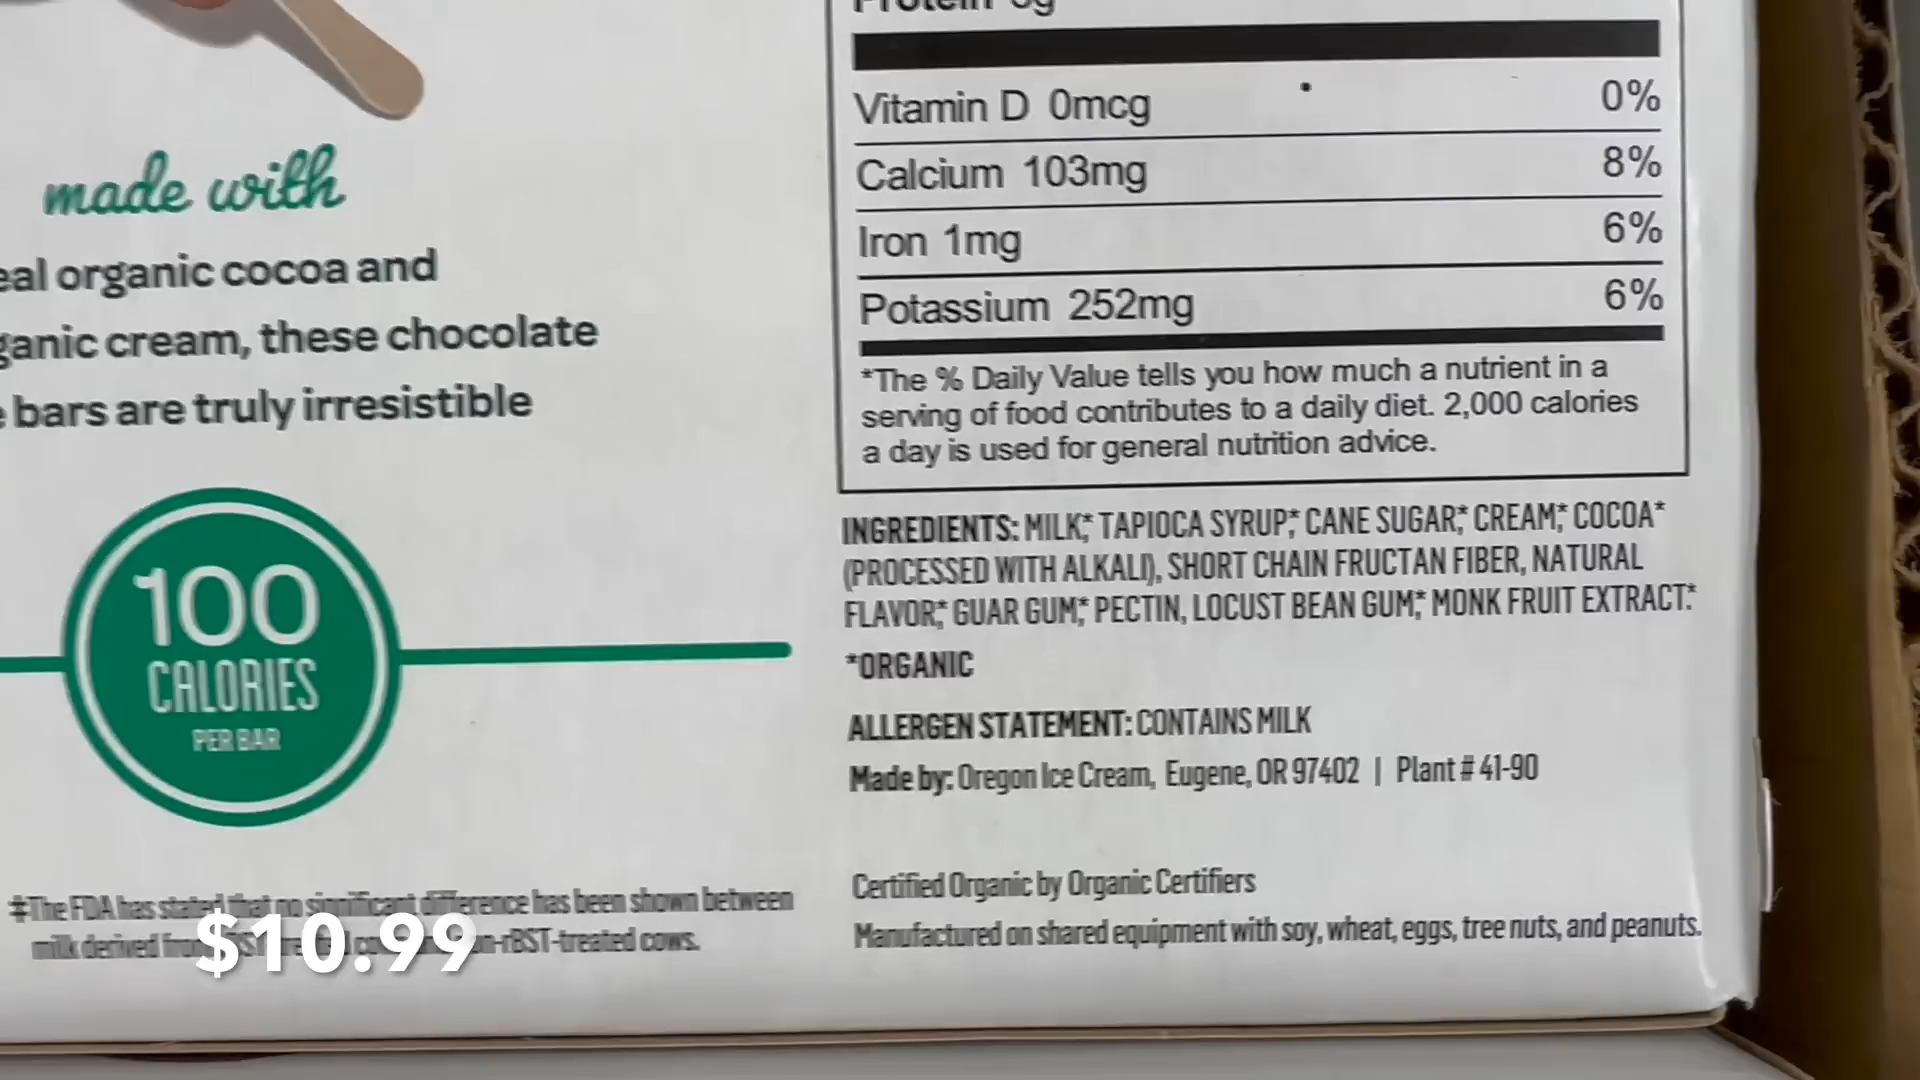 made with
organic cocoa and
cream, these chocolate
bars are truly irresistible
100
CALORIES
PER BAR
‡The FDA has stated that no significant difference has been shown between
milk derived -rBST-treated cows.
$10.99
Protein
Vitamin D 0mcg 0%
Calcium 103mg 8%
Iron 1mg 6%
Potassium 252mg 6%
*The % Daily Value tells you how much a nutrient in a
serving of food contributes to a daily diet. 2,000 calories
a day is used for general nutrition advice.
INGREDIENTS: MILK,* TAPIOCA SYRUP,* CANE SUGAR,* CREAM,* COCOA*
(PROCESSED WITH ALKALI), SHORT CHAIN FRUCTAN FIBER, NATURAL
FLAVOR,* GUAR GUM,* PECTIN, LOCUST BEAN GUM,* MONK FRUIT EXTRACT.*
*ORGANIC
ALLERGEN STATEMENT: CONTAINS MILK
Made by: Oregon Ice Cream, Eugene, OR 97402 | Plant # 41-90
Certified Organic by Organic Certifiers
Manufactured on shared equipment with soy, wheat, eggs, tree nuts, and peanuts.